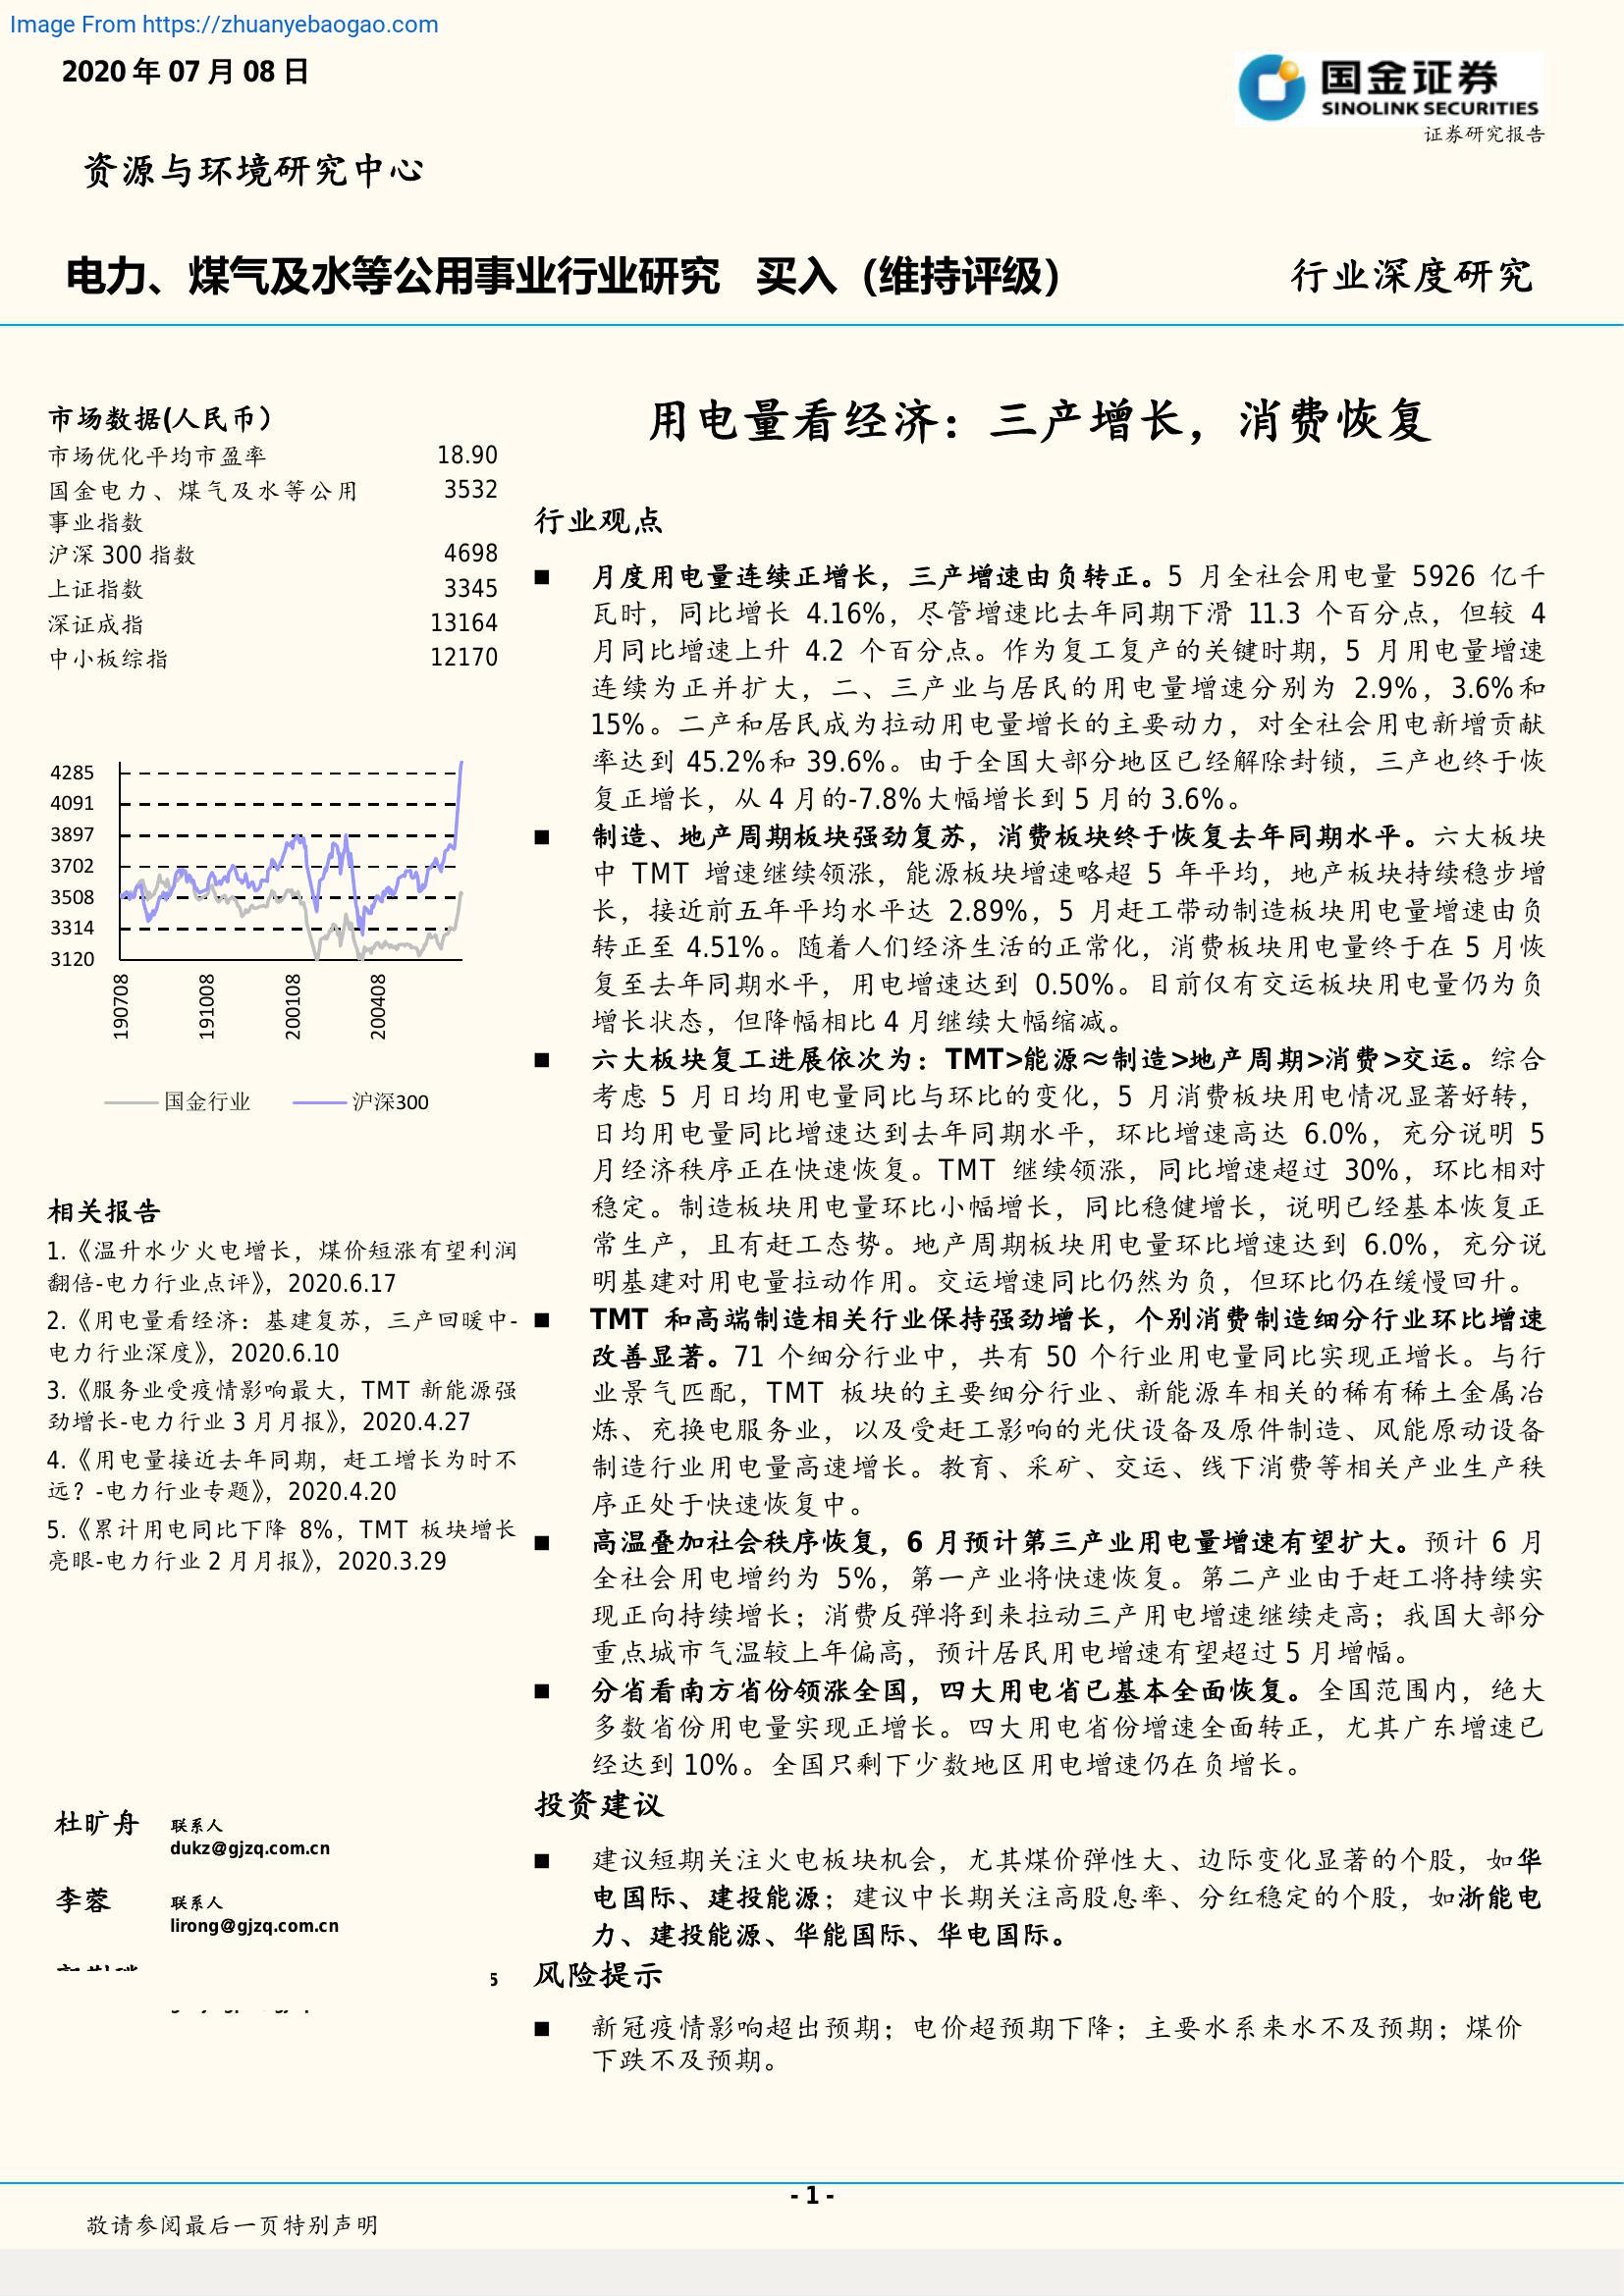 Image From https://zhuanyebaogao.com
2020 年 07 月 08 日
国金证券
SINOLINK SECURITIES
证券研究报告
资源与环境研究中心
电力、煤气及水等公用事业行业研究 买入（维持评级）
行业深度研究
市场数据(人民币）
市场优化平均市盈率 18.90
国金电力、煤气及水等公用 3532
事业指数
沪深 300 指数 4698
上证指数 3345
深证成指 13164
中小板综指 12170
4285
4091
3897
3702
3508
3314
3120
190708
191008
200108
200408
国金行业 沪深300
相关报告
1.《温升水少火电增长，煤价短涨有望利润
翻倍-电力行业点评》，2020.6.17
2.《用电量看经济：基建复苏，三产回暖中-
电力行业深度》，2020.6.10
3.《服务业受疫情影响最大，TMT 新能源强
劲增长-电力行业 3 月月报》，2020.4.27
4.《用电量接近去年同期，赶工增长为时不
远？-电力行业专题》，2020.4.20
5.《累计用电同比下降 8%，TMT 板块增长
亮眼-电力行业 2 月月报》，2020.3.29
杜旷舟 联系人
dukz@gjzq.com.cn
李蓉 联系人
lirong@gjzq.com.cn
5
用电量看经济：三产增长，消费恢复
行业观点
■ 月度用电量连续正增长，三产增速由负转正。5 月全社会用电量 5926 亿千
瓦时，同比增长 4.16%，尽管增速比去年同期下滑 11.3 个百分点，但较 4
月同比增速上升 4.2 个百分点。作为复工复产的关键时期，5 月用电量增速
连续为正并扩大，二、三产业与居民的用电量增速分别为 2.9%，3.6%和
15%。二产和居民成为拉动用电量增长的主要动力，对全社会用电新增贡献
率达到 45.2%和 39.6%。由于全国大部分地区已经解除封锁，三产也终于恢
复正增长，从 4 月的-7.8%大幅增长到 5 月的 3.6%。
■ 制造、地产周期板块强劲复苏，消费板块终于恢复去年同期水平。六大板块
中 TMT 增速继续领涨，能源板块增速略超 5 年平均，地产板块持续稳步增
长，接近前五年平均水平达 2.89%，5 月赶工带动制造板块用电量增速由负
转正至 4.51%。随着人们经济生活的正常化，消费板块用电量终于在 5 月恢
复至去年同期水平，用电增速达到 0.50%。目前仅有交运板块用电量仍为负
增长状态，但降幅相比 4 月继续大幅缩减。
■ 六大板块复工进展依次为：TMT>能源≈制造>地产周期>消费>交运。综合
考虑 5 月日均用电量同比与环比的变化，5 月消费板块用电情况显著好转，
日均用电量同比增速达到去年同期水平，环比增速高达 6.0%，充分说明 5
月经济秩序正在快速恢复。TMT 继续领涨，同比增速超过 30%，环比相对
稳定。制造板块用电量环比小幅增长，同比稳健增长，说明已经基本恢复正
常生产，且有赶工态势。地产周期板块用电量环比增速达到 6.0%，充分说
明基建对用电量拉动作用。交运增速同比仍然为负，但环比仍在缓慢回升。
■ TMT 和高端制造相关行业保持强劲增长，个别消费制造细分行业环比增速
改善显著。71 个细分行业中，共有 50 个行业用电量同比实现正增长。与行
业景气匹配，TMT 板块的主要细分行业、新能源车相关的稀有稀土金属冶
炼、充换电服务业，以及受赶工影响的光伏设备及原件制造、风能原动设备
制造行业用电量高速增长。教育、采矿、交运、线下消费等相关产业生产秩
序正处于快速恢复中。
■ 高温叠加社会秩序恢复，6 月预计第三产业用电量增速有望扩大。预计 6 月
全社会用电增约为 5%，第一产业将快速恢复。第二产业由于赶工将持续实
现正向持续增长；消费反弹将到来拉动三产用电增速继续走高；我国大部分
重点城市气温较上年偏高，预计居民用电增速有望超过 5 月增幅。
■ 分省看南方省份领涨全国，四大用电省已基本全面恢复。全国范围内，绝大
多数省份用电量实现正增长。四大用电省份增速全面转正，尤其广东增速已
经达到 10%。全国只剩下少数地区用电增速仍在负增长。
投资建议
■ 建议短期关注火电板块机会，尤其煤价弹性大、边际变化显著的个股，如华
电国际、建投能源；建议中长期关注高股息率、分红稳定的个股，如浙能电
力、建投能源、华能国际、华电国际。
风险提示
■ 新冠疫情影响超出预期；电价超预期下降；主要水系来水不及预期；煤价
下跌不及预期。
- 1 -
敬请参阅最后一页特别声明